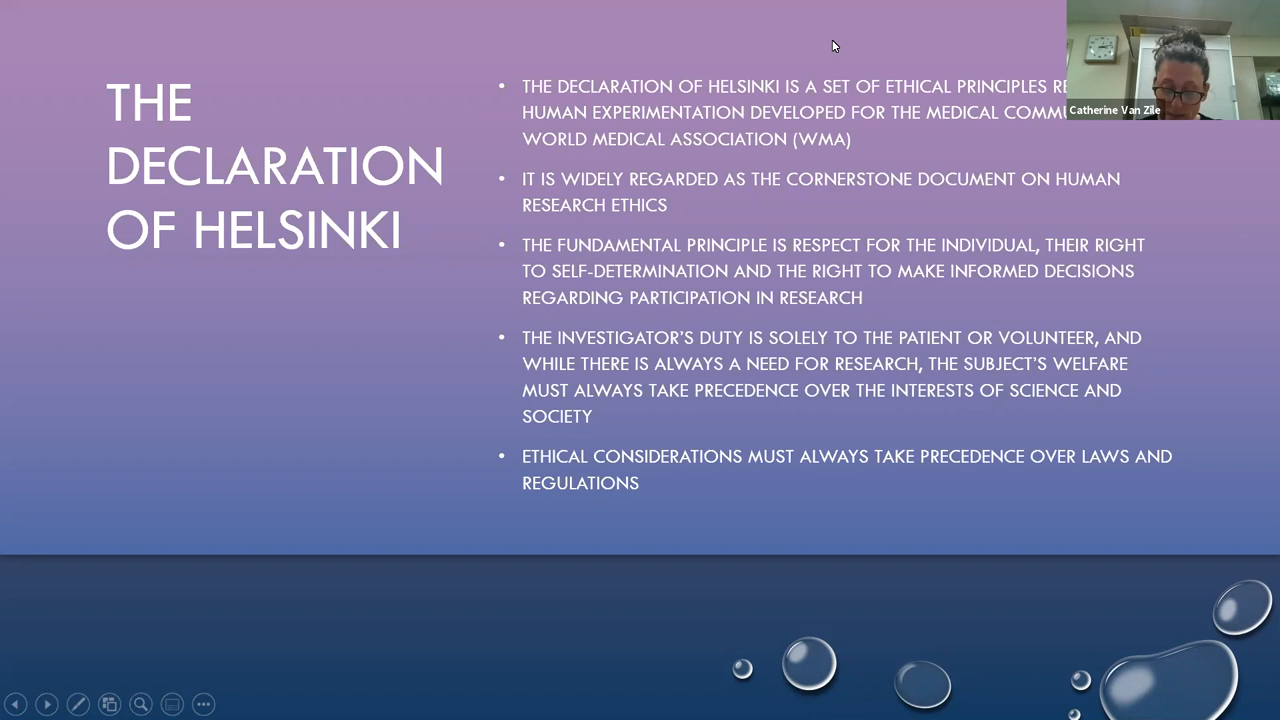 THE
DECLARATION
OF HELSINKI
• THE DECLARATION OF HELSINKI IS A SET OF ETHICAL PRINCIPLES
HUMAN EXPERIMENTATION DEVELOPED FOR THE MEDICAL
WORLD MEDICAL ASSOCIATION (WMA)
• IT IS WIDELY REGARDED AS THE CORNERSTONE DOCUMENT ON HUMAN
RESEARCH ETHICS
• THE FUNDAMENTAL PRINCIPLE IS RESPECT FOR THE INDIVIDUAL, THEIR RIGHT
TO SELF-DETERMINATION AND THE RIGHT TO MAKE INFORMED DECISIONS
REGARDING PARTICIPATION IN RESEARCH
• THE INVESTIGATOR’S DUTY IS SOLELY TO THE PATIENT OR VOLUNTEER, AND
WHILE THERE IS ALWAYS A NEED FOR RESEARCH, THE SUBJECT’S WELFARE
MUST ALWAYS TAKE PRECEDENCE OVER THE INTERESTS OF SCIENCE AND
SOCIETY
• ETHICAL CONSIDERATIONS MUST ALWAYS TAKE PRECEDENCE OVER LAWS AND
REGULATIONS
Catherine Van Zile